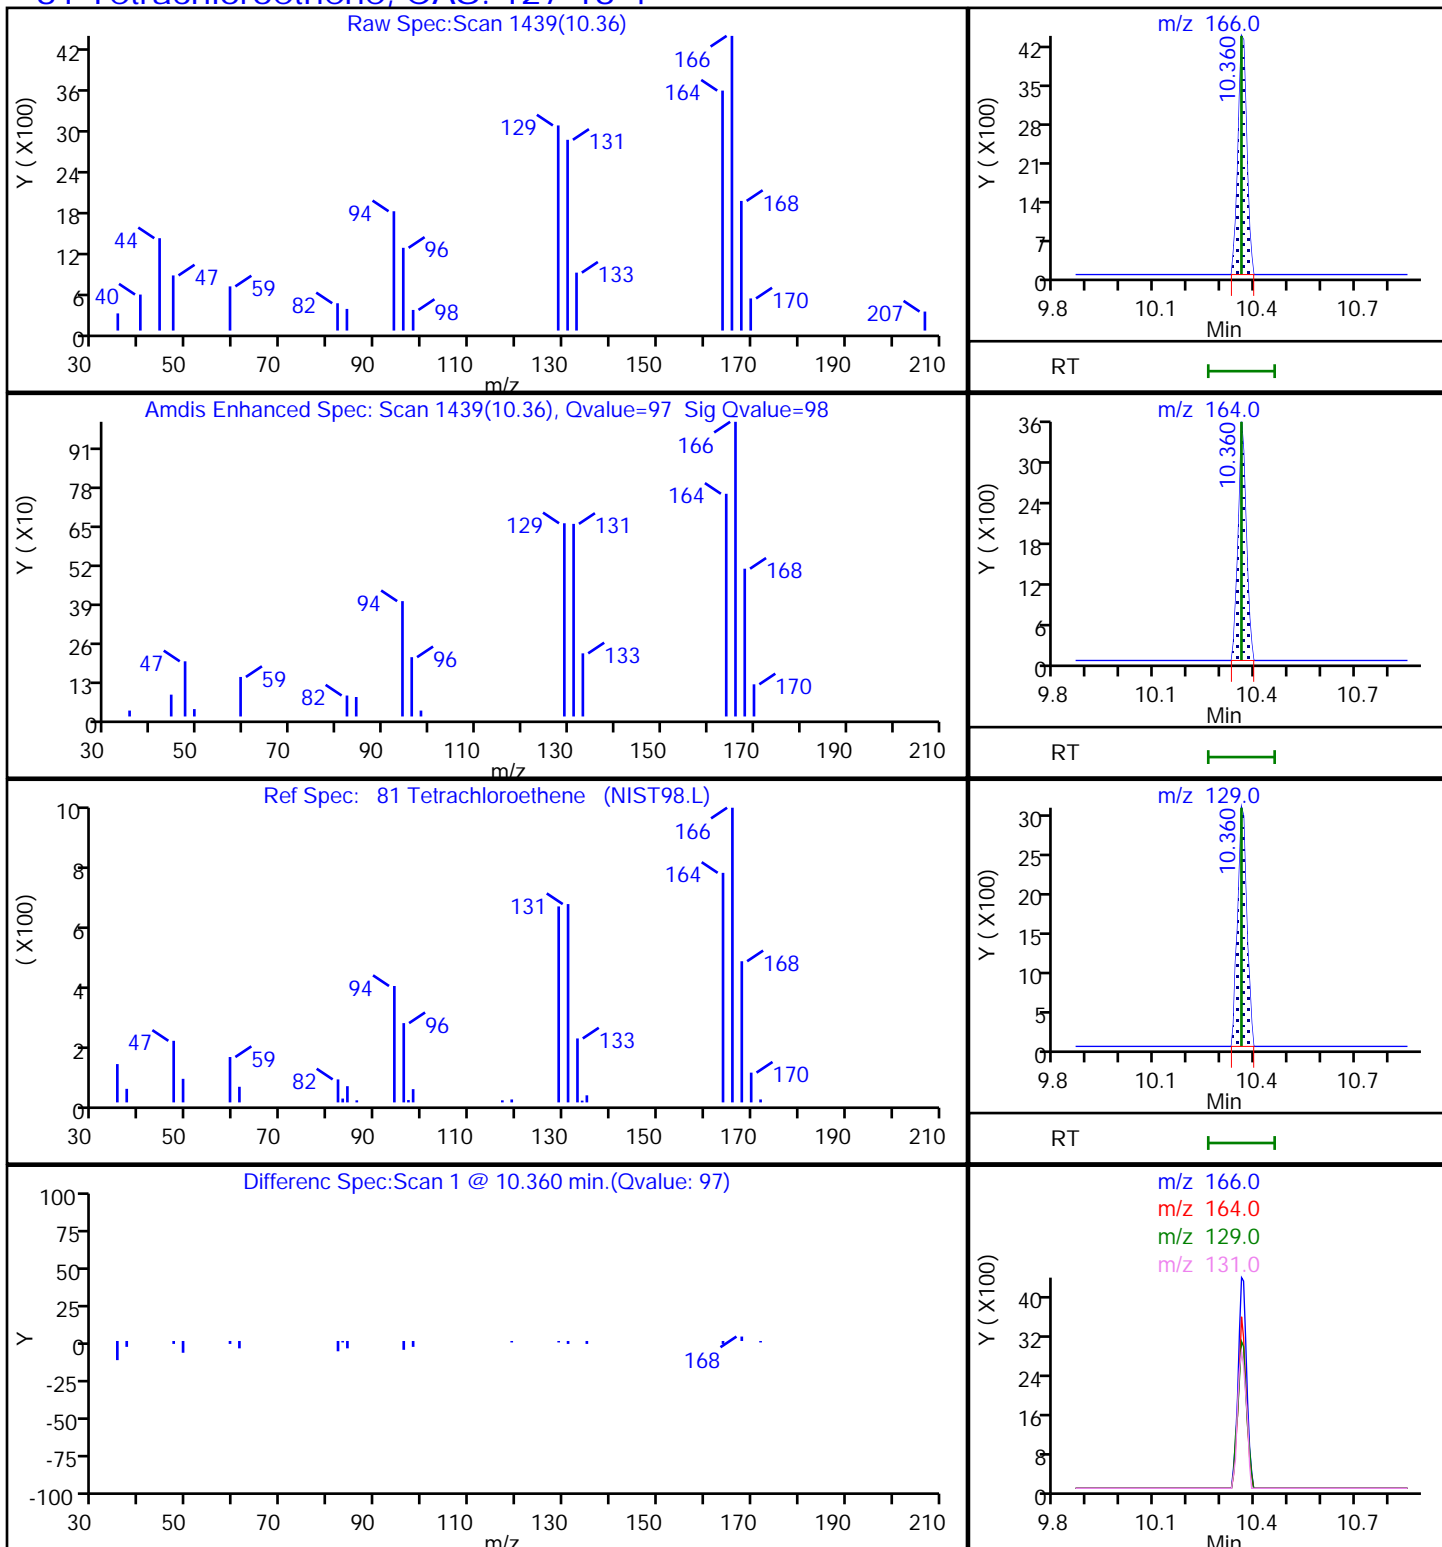 81 Tetrachloroethene, CAS: 127-18-4
Raw Spec:Scan 1439(10.36)
Y ( X100)
42
36
30
24
18
12
6
0
40
44
47
59
82
94
96
98
129
131
133
164
166
168
170
207
30 50 70 90 110 130 150 170 190 210
m/z
m/z 166.0
Y ( X100)
42
35
28
21
14
7
0
10.360
9.8 10.1 10.4 10.7
Min
RT
Amdis Enhanced Spec: Scan 1439(10.36), Qvalue=97 Sig Qvalue=98
Y ( X10)
91
78
65
52
39
26
13
0
47
59
82
94
96
129
131
133
164
166
168
170
30 50 70 90 110 130 150 170 190 210
m/z
m/z 164.0
Y ( X100)
36
30
24
18
12
6
0
10.360
9.8 10.1 10.4 10.7
Min
RT
Ref Spec: 81 Tetrachloroethene (NIST98.L)
( X100)
10
8
6
4
2
0
47
59
82
94
96
131
133
164
166
168
170
30 50 70 90 110 130 150 170 190 210
m/z 129.0
Y ( X100)
30
25
20
15
10
5
0
10.360
9.8 10.1 10.4 10.7
Min
RT
Differenc Spec:Scan 1 @ 10.360 min.(Qvalue: 97)
Y
100
75
50
25
0
-25
-50
-75
-100
168
30 50 70 90 110 130 150 170 190 210
m/z
m/z 166.0
m/z 164.0
m/z 129.0
m/z 131.0
Y ( X100)
40
32
24
16
8
0
9.8 10.1 10.4 10.7
Min